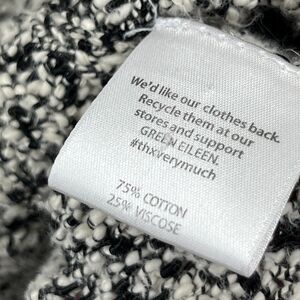 We'd like our clothes back.
Recycle them at our
stores and support
GREEN EILEEN.
#thxverymuch
75% COTTON
25% VISCOSE